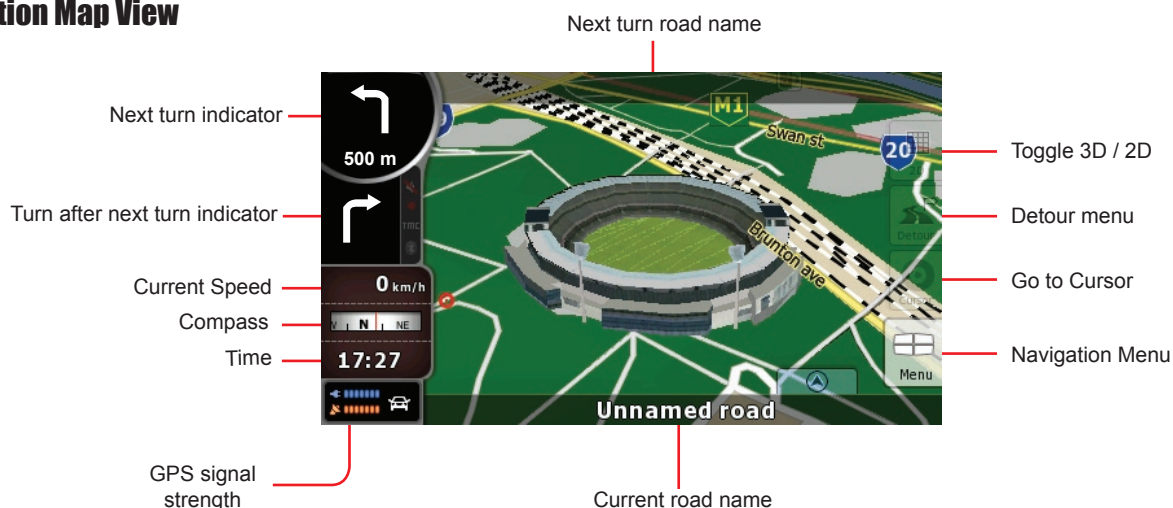 tion Map View
Next turn road name
Next turn indicator
500 m
M1
Swan st
20
Toggle 3D / 2D
Turn after next turn indicator
TMC
Detour
Detour menu
Brunton ave
Current Speed
0 km/h
Cursor
Go to Cursor
Compass
N NE
Time
17:27
Menu
Navigation Menu
Unnamed road
GPS signal
strength
Current road name